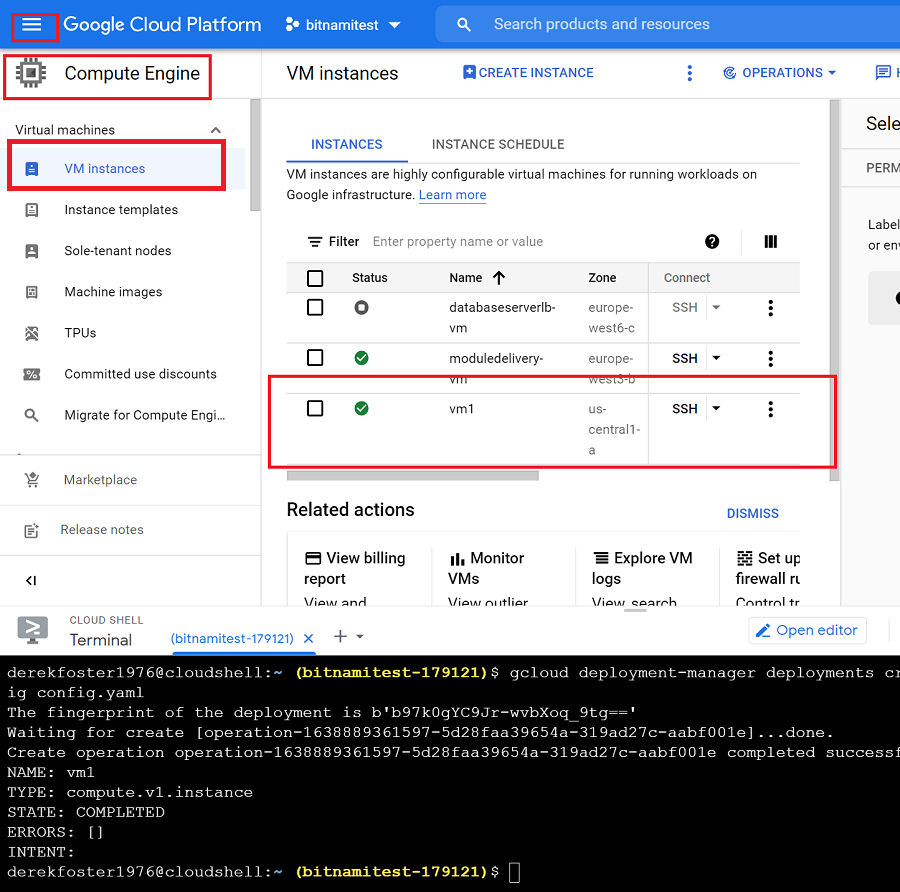 Google Cloud Platform
bitnamitest
Search products and resources
Compute Engine
VM instances
CREATE INSTANCE
OPERATIONS
Virtual machines
VM instances
Instance templates
Sole-tenant nodes
Machine images
TPUs
Committed use discounts
Migrate for Compute Engi...
Marketplace
Release notes
INSTANCES
INSTANCE SCHEDULE
VM instances are highly configurable virtual machines for running workloads on
Google infrastructure. Learn more
Filter
Enter property name or value
Status
Name
Zone
Connect
databaseserverlb-
vm
europe-
west6-c
SSH
moduledelivery-
vm
europe-
west3-b
SSH
vm1
us-
central1-
a
SSH
Related actions
DISMISS
View billing
report
View and
Monitor
VMs
View outlier
Explore VM
logs
View, search
Set up
firewall ru
Control tr
Sele
PERM
Label
or env
CLOUD SHELL
Terminal
(bitnamitest-179121)
Open editor
derekfoster1976@cloudshell:~ (bitnamitest-179121)$ gcloud deployment-manager deployments cr
ig config.yaml
The fingerprint of the deployment is b'b97k0gYC9Jr-wvbXoq_9tg=='
Waiting for create [operation-1638889361597-5d28faa39654a-319ad27c-aabf001e]...done.
Create operation operation-1638889361597-5d28faa39654a-319ad27c-aabf001e completed successf
NAME: vm1
TYPE: compute.v1.instance
STATE: COMPLETED
ERRORS: []
INTENT:
derekfoster1976@cloudshell:~ (bitnamitest-179121)$